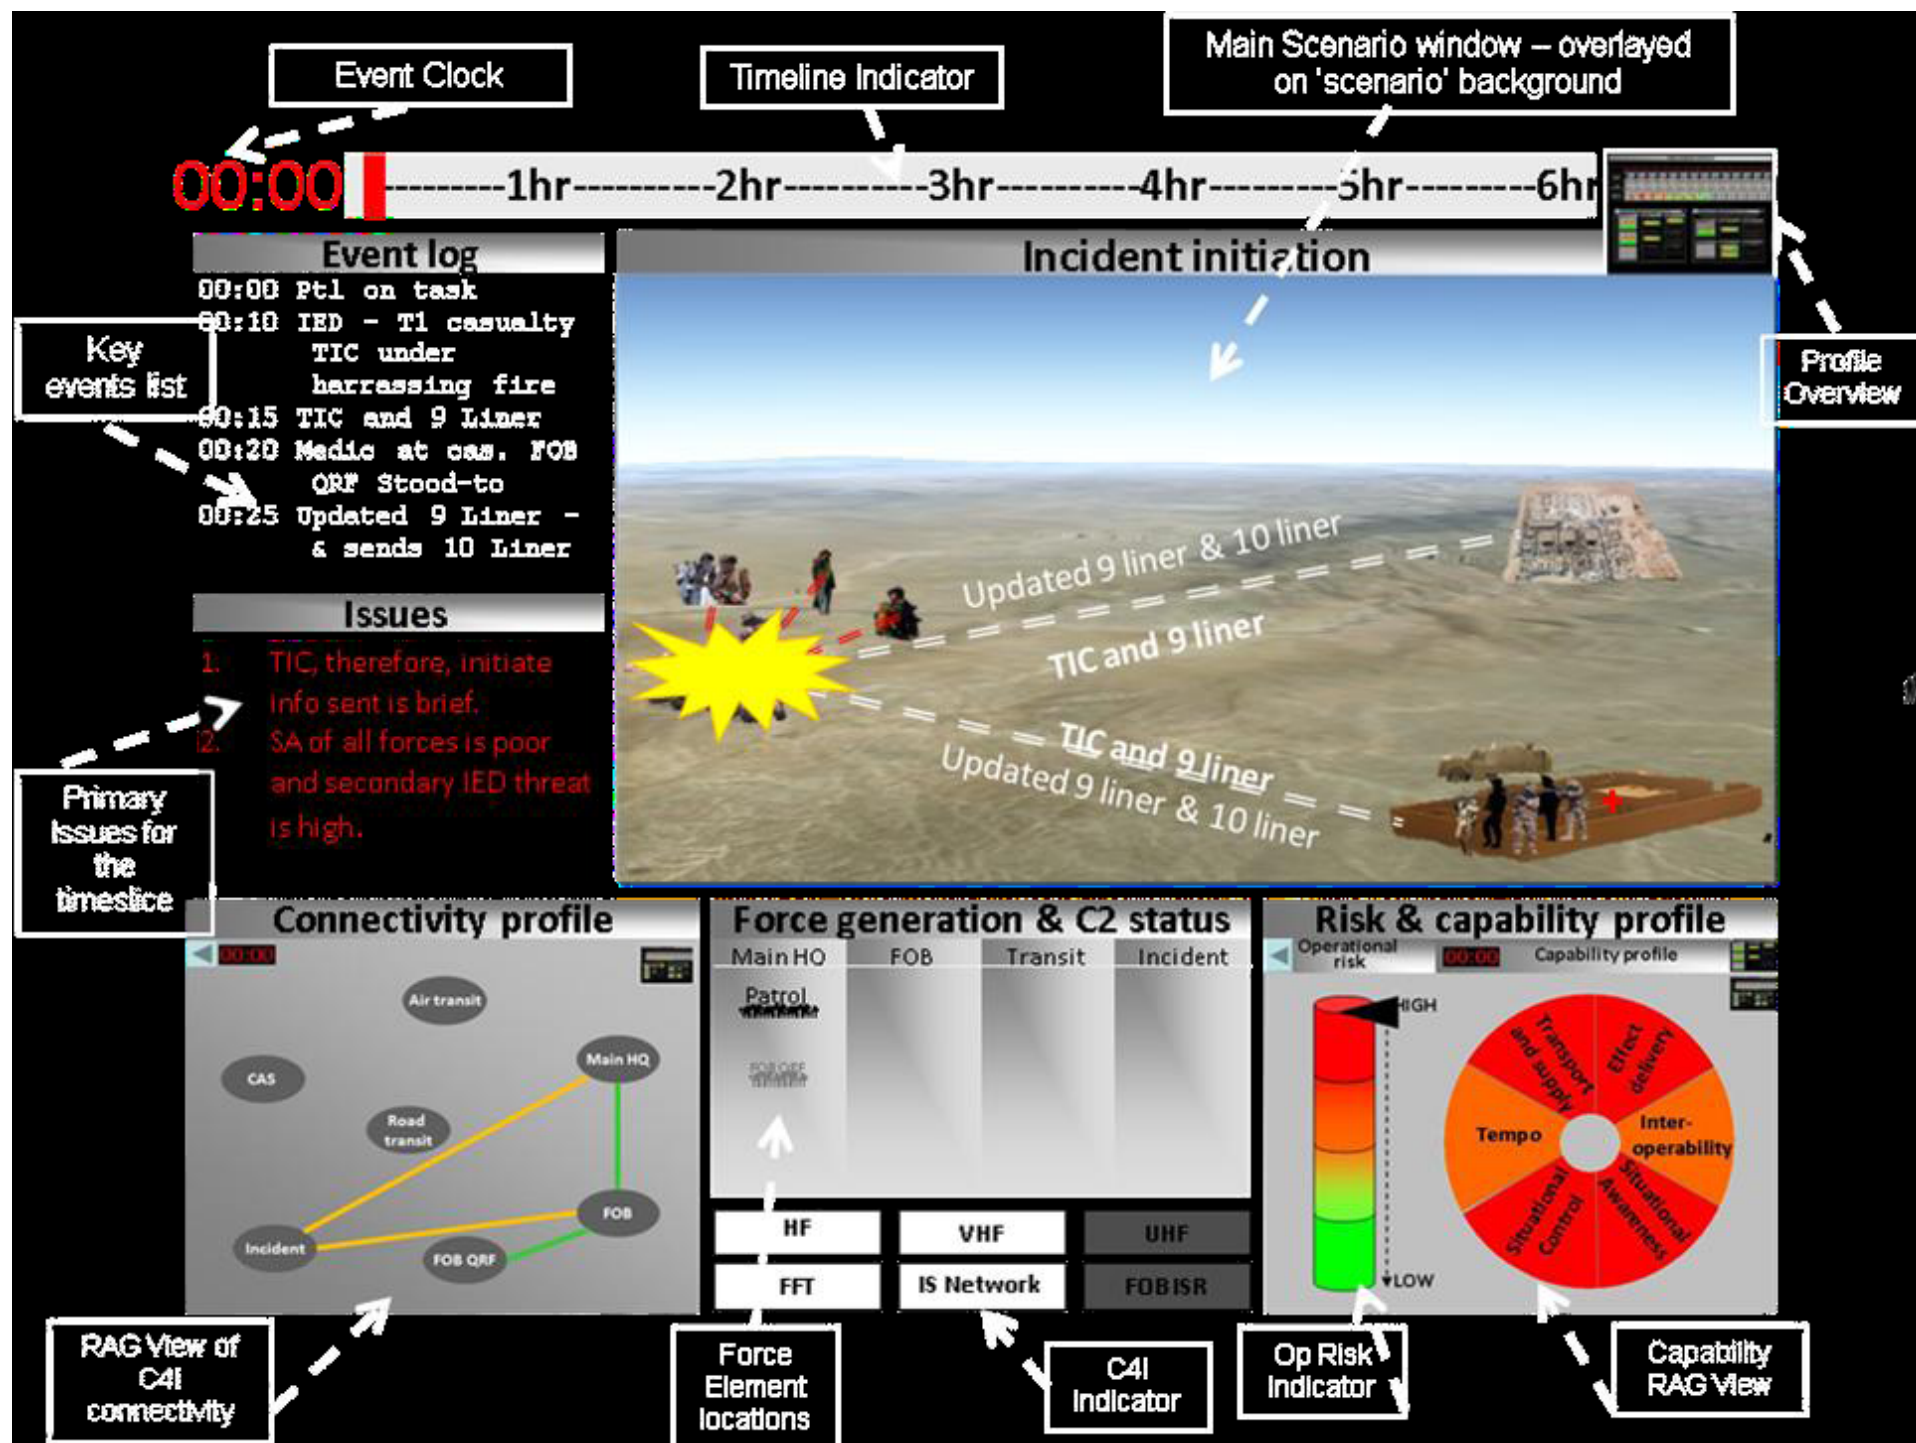 Event Clock
Timeline Indicator
Main Scenario window – overlayed
on 'scenario' background
00:00
----------1hr----------2hr----------3hr----------4hr---------5hr---------6hr
Event log
00:00 Ptl on task
00:10 IED - T1 casualty
TIC under
harrassing fire
00:15 TIC and 9 Liner
00:20 Medic at cas. FOB
QRF Stood-to
00:25 Updated 9 Liner -
& sends 10 Liner
Key
events list
Issues
1. TIC, therefore, initiate
info sent is brief.
2. SA of all forces is poor
and secondary IED threat
is high.
Primary
Issues for
the
timeslice
Incident initiation
Updated 9 liner & 10 liner
TIC and 9 liner
TIC and 9 liner
Updated 9 liner & 10 liner
Profile
Overview
Connectivity profile
00:00
Air transit
Main HQ
CAS
Road
transit
FOB
Incident
FOB QRF
RAG View of
C4I
connectivity
Force generation & C2 status
Main HQ FOB Transit Incident
Patrol
FOB QRF
HF VHF UHF
FFT IS Network FOB ISR
Force
Element
locations
C4I
Indicator
Risk & capability profile
Operational
risk
00:00
Capability profile
HIGH
LOW
Transport
and supply
Effect
delivery
Tempo
Inter-
operability
Situational
Control
Situational
Awareness
Op Risk
Indicator
Capability
RAG View